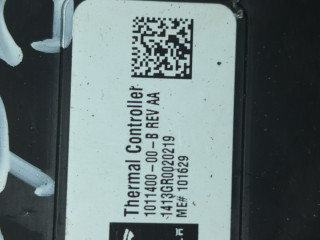 Thermal Controller
1011400-00-B REV AA
1413GR0020219
ME# 101629